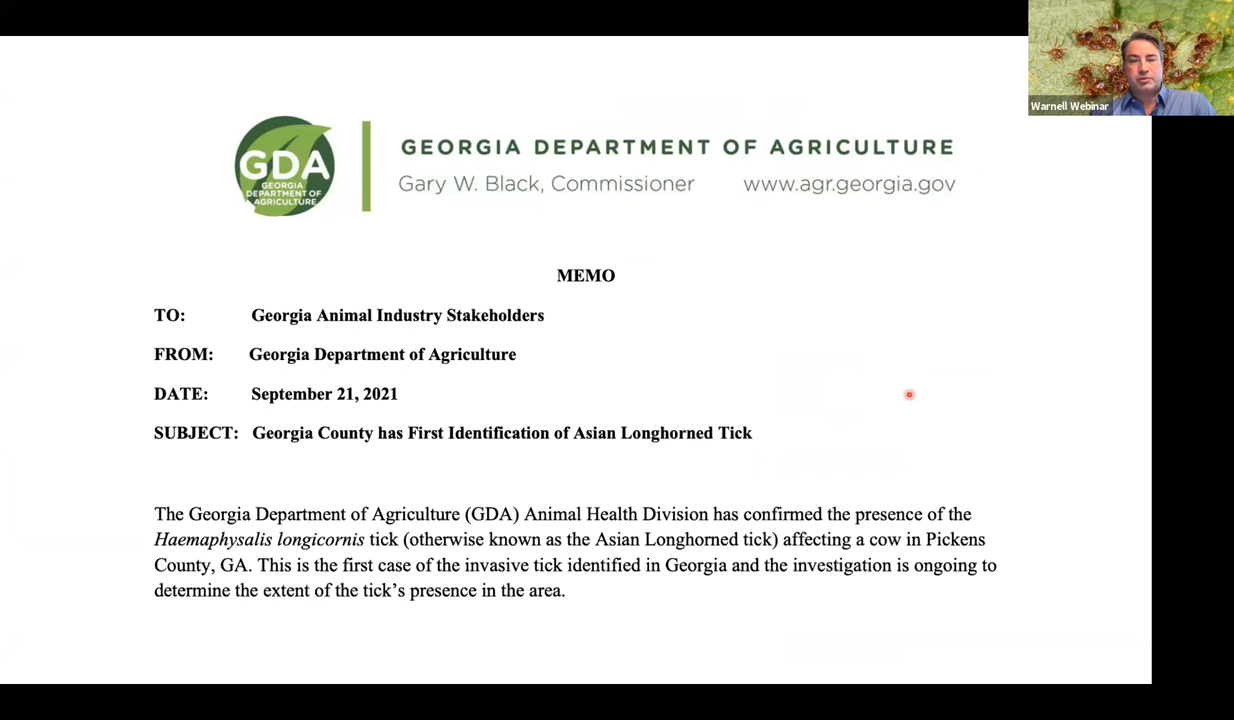 Warnell Webinar
GDA
GEORGIA
DEPARTMENT OF
AGRICULTURE
GEORGIA DEPARTMENT OF AGRICULTURE
Gary W. Black, Commissioner www.agr.georgia.gov
MEMO
TO: Georgia Animal Industry Stakeholders
FROM: Georgia Department of Agriculture
DATE: September 21, 2021
SUBJECT: Georgia County has First Identification of Asian Longhorned Tick
The Georgia Department of Agriculture (GDA) Animal Health Division has confirmed the presence of the
Haemaphysalis longicornis tick (otherwise known as the Asian Longhorned tick) affecting a cow in Pickens
County, GA. This is the first case of the invasive tick identified in Georgia and the investigation is ongoing to
determine the extent of the tick’s presence in the area.